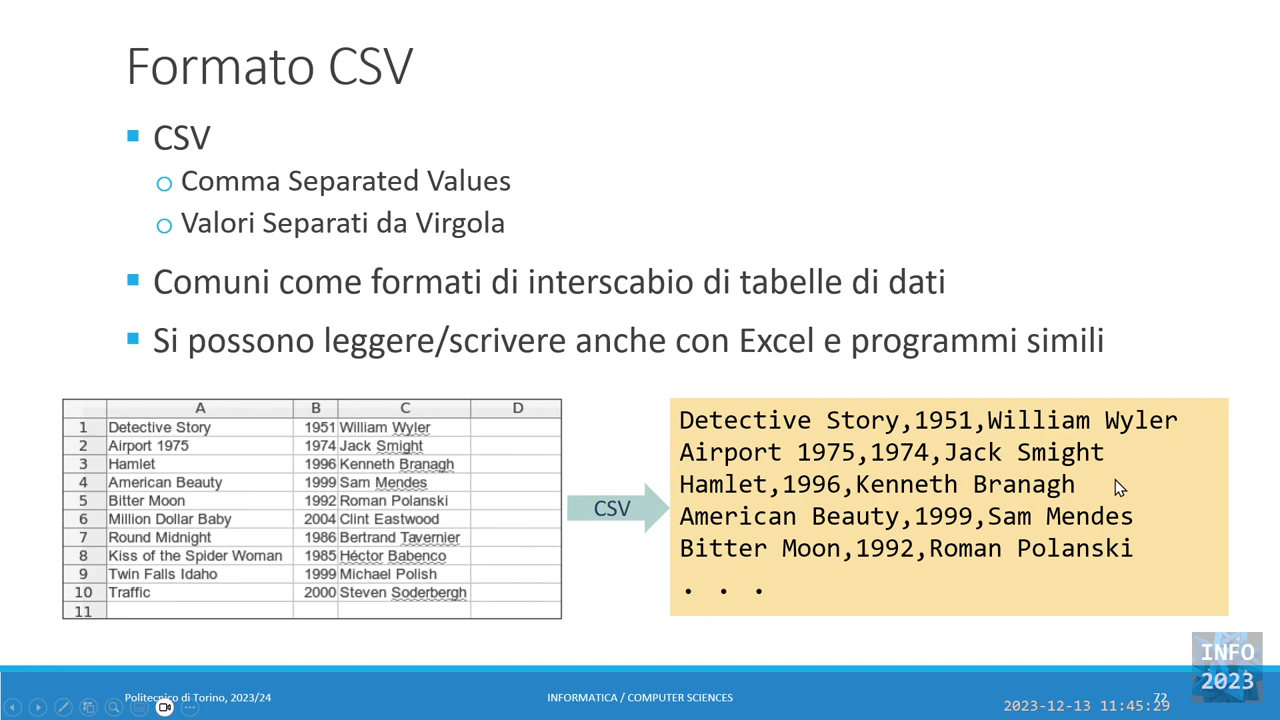 Formato CSV
CSV
Comma Separated Values
Valori Separati da Virgola
Comuni come formati di interscabio di tabelle di dati
Si possono leggere/scrivere anche con Excel e programmi simili
A B C D
1 Detective Story 1951 William Wyler
2 Airport 1975 1974 Jack Smight
3 Hamlet 1996 Kenneth Branagh
4 American Beauty 1999 Sam Mendes
5 Bitter Moon 1992 Roman Polanski
6 Million Dollar Baby 2004 Clint Eastwood
7 Round Midnight 1986 Bertrand Tavernier
8 Kiss of the Spider Woman 1985 Héctor Babenco
9 Twin Falls Idaho 1999 Michael Polish
10 Traffic 2000 Steven Soderbergh
11
CSV
Detective Story,1951,William Wyler
Airport 1975,1974,Jack Smight
Hamlet,1996,Kenneth Branagh
American Beauty,1999,Sam Mendes
Bitter Moon,1992,Roman Polanski
. . .
INFO
2023
Politecnico di Torino, 2023/24
INFORMATICA / COMPUTER SCIENCES
72
2023-12-13 11:45:29